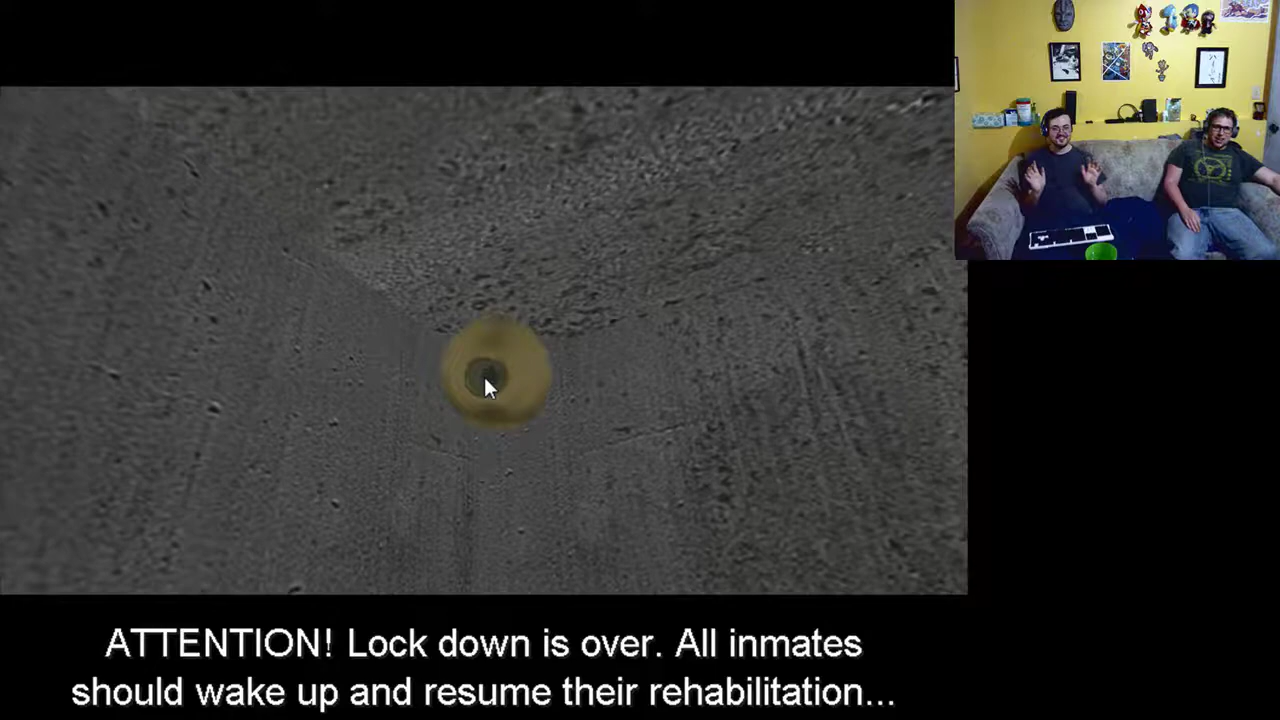 ATTENTION! Lock down is over. All inmates
should wake up and resume their rehabilitation...